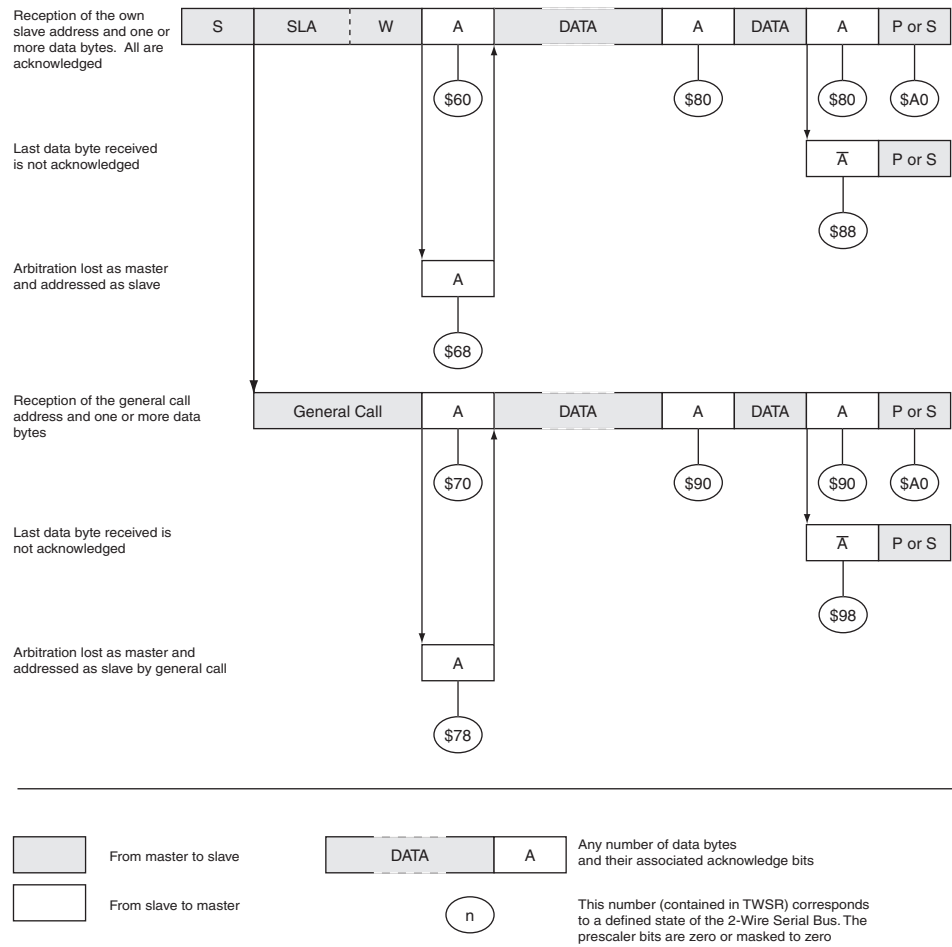 Reception of the own
slave address and one or
more data bytes. All are
acknowledged
S SLA W A DATA A DATA A P or S
$60 $80 $80 $A0
Last data byte received
is not acknowledged
A̅ P or S
$88
Arbitration lost as master
and addressed as slave
A
$68
Reception of the general call
address and one or more data
bytes
General Call A DATA A DATA A P or S
$70 $90 $90 $A0
Last data byte received is
not acknowledged
A̅ P or S
$98
Arbitration lost as master and
addressed as slave by general call
A
$78
From master to slave
DATA A
Any number of data bytes
and their associated acknowledge bits
From slave to master
n
This number (contained in TWSR) corresponds
to a defined state of the 2-Wire Serial Bus. The
prescaler bits are zero or masked to zero